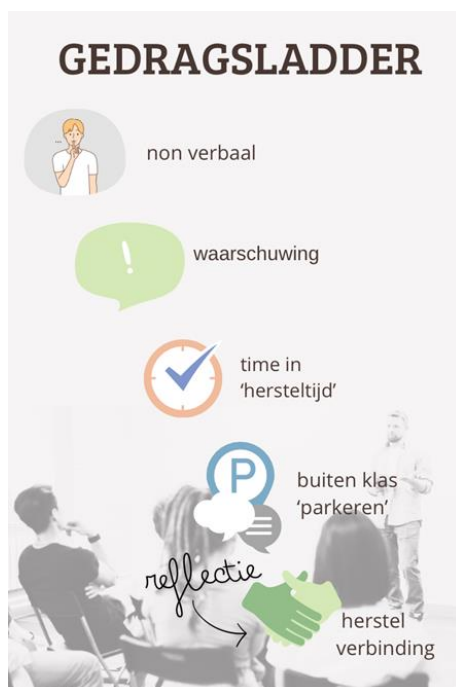 GEDRAGSLADDER
non verbaal
!
waarschuwing
time in
'hersteltijd'
P
buiten klas
'parkeren'
reflectie
herstel
verbinding